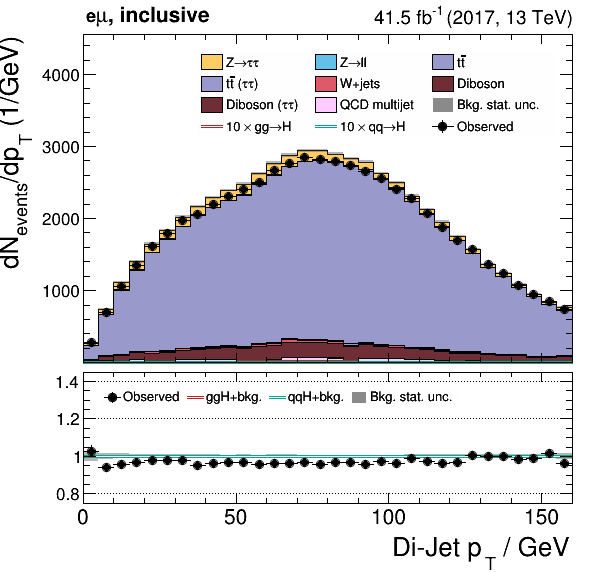 eμ, inclusive 41.5 fb⁻¹ (2017, 13 TeV)
dN_events/dp_T (1/GeV)
4000
3000
2000
1000
Z→ττ Z→ll tt̄
tt̄ (ττ) W+jets Diboson
Diboson (ττ) QCD multijet Bkg. stat. unc.
10 × gg→H 10 × qq→H Observed
1.4
1.2
1
0.8
Observed ggH+bkg. qqH+bkg. Bkg. stat. unc.
0 50 100 150
Di-Jet p_T / GeV